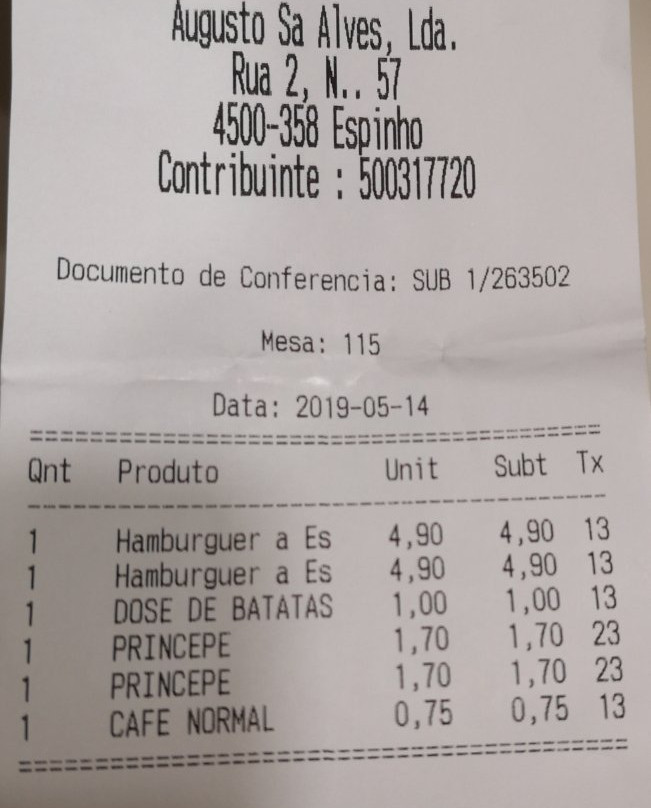 Augusto Sa Alves, Lda.
Rua 2, N.. 57
4500-358 Espinho
Contribuinte : 500317720
Documento de Conferencia: SUB 1/263502
Mesa: 115
Data: 2019-05-14
Qnt Produto Unit Subt Tx
1 Hamburguer a Es 4,90 4,90 13
1 Hamburguer a Es 4,90 4,90 13
1 DOSE DE BATATAS 1,00 1,00 13
1 PRINCEPE 1,70 1,70 23
1 PRINCEPE 1,70 1,70 23
1 CAFE NORMAL 0,75 0,75 13